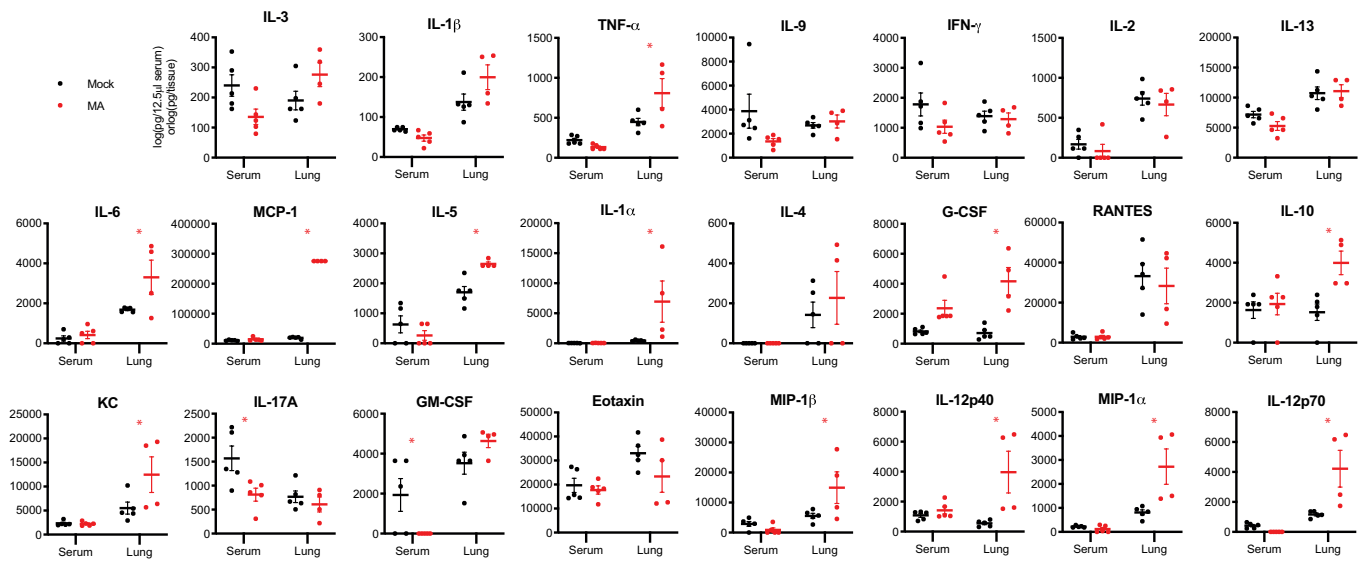 Mock
MA
log(pg/12.5µl serum)
orlog(pg/tissue)
IL-3
400
300
200
100
0
Serum Lung
IL-1β
300
200
100
0
Serum Lung
TNF-α
1500
1000
500
0
*
Serum Lung
IL-9
10000
8000
6000
4000
2000
0
Serum Lung
IFN-γ
4000
3000
2000
1000
0
Serum Lung
IL-2
1500
1000
500
0
Serum Lung
IL-13
20000
15000
10000
5000
0
Serum Lung
IL-6
6000
4000
2000
0
*
Serum Lung
MCP-1
400000
300000
200000
100000
0
*
Serum Lung
IL-5
4000
3000
2000
1000
0
*
Serum Lung
IL-1α
20000
15000
10000
5000
0
*
Serum Lung
IL-4
600
400
200
0
Serum Lung
G-CSF
8000
6000
4000
2000
0
*
Serum Lung
RANTES
60000
40000
20000
0
Serum Lung
IL-10
6000
4000
2000
0
*
Serum Lung
KC
25000
20000
15000
10000
5000
0
*
Serum Lung
IL-17A
2500
2000
1500
1000
500
0
*
Serum Lung
GM-CSF
6000
4000
2000
0
*
Serum Lung
Eotaxin
50000
40000
30000
20000
10000
0
Serum Lung
MIP-1β
40000
30000
20000
10000
0
*
Serum Lung
IL-12p40
8000
6000
4000
2000
0
*
Serum Lung
MIP-1α
5000
4000
3000
2000
1000
0
*
Serum Lung
IL-12p70
8000
6000
4000
2000
0
*
Serum Lung